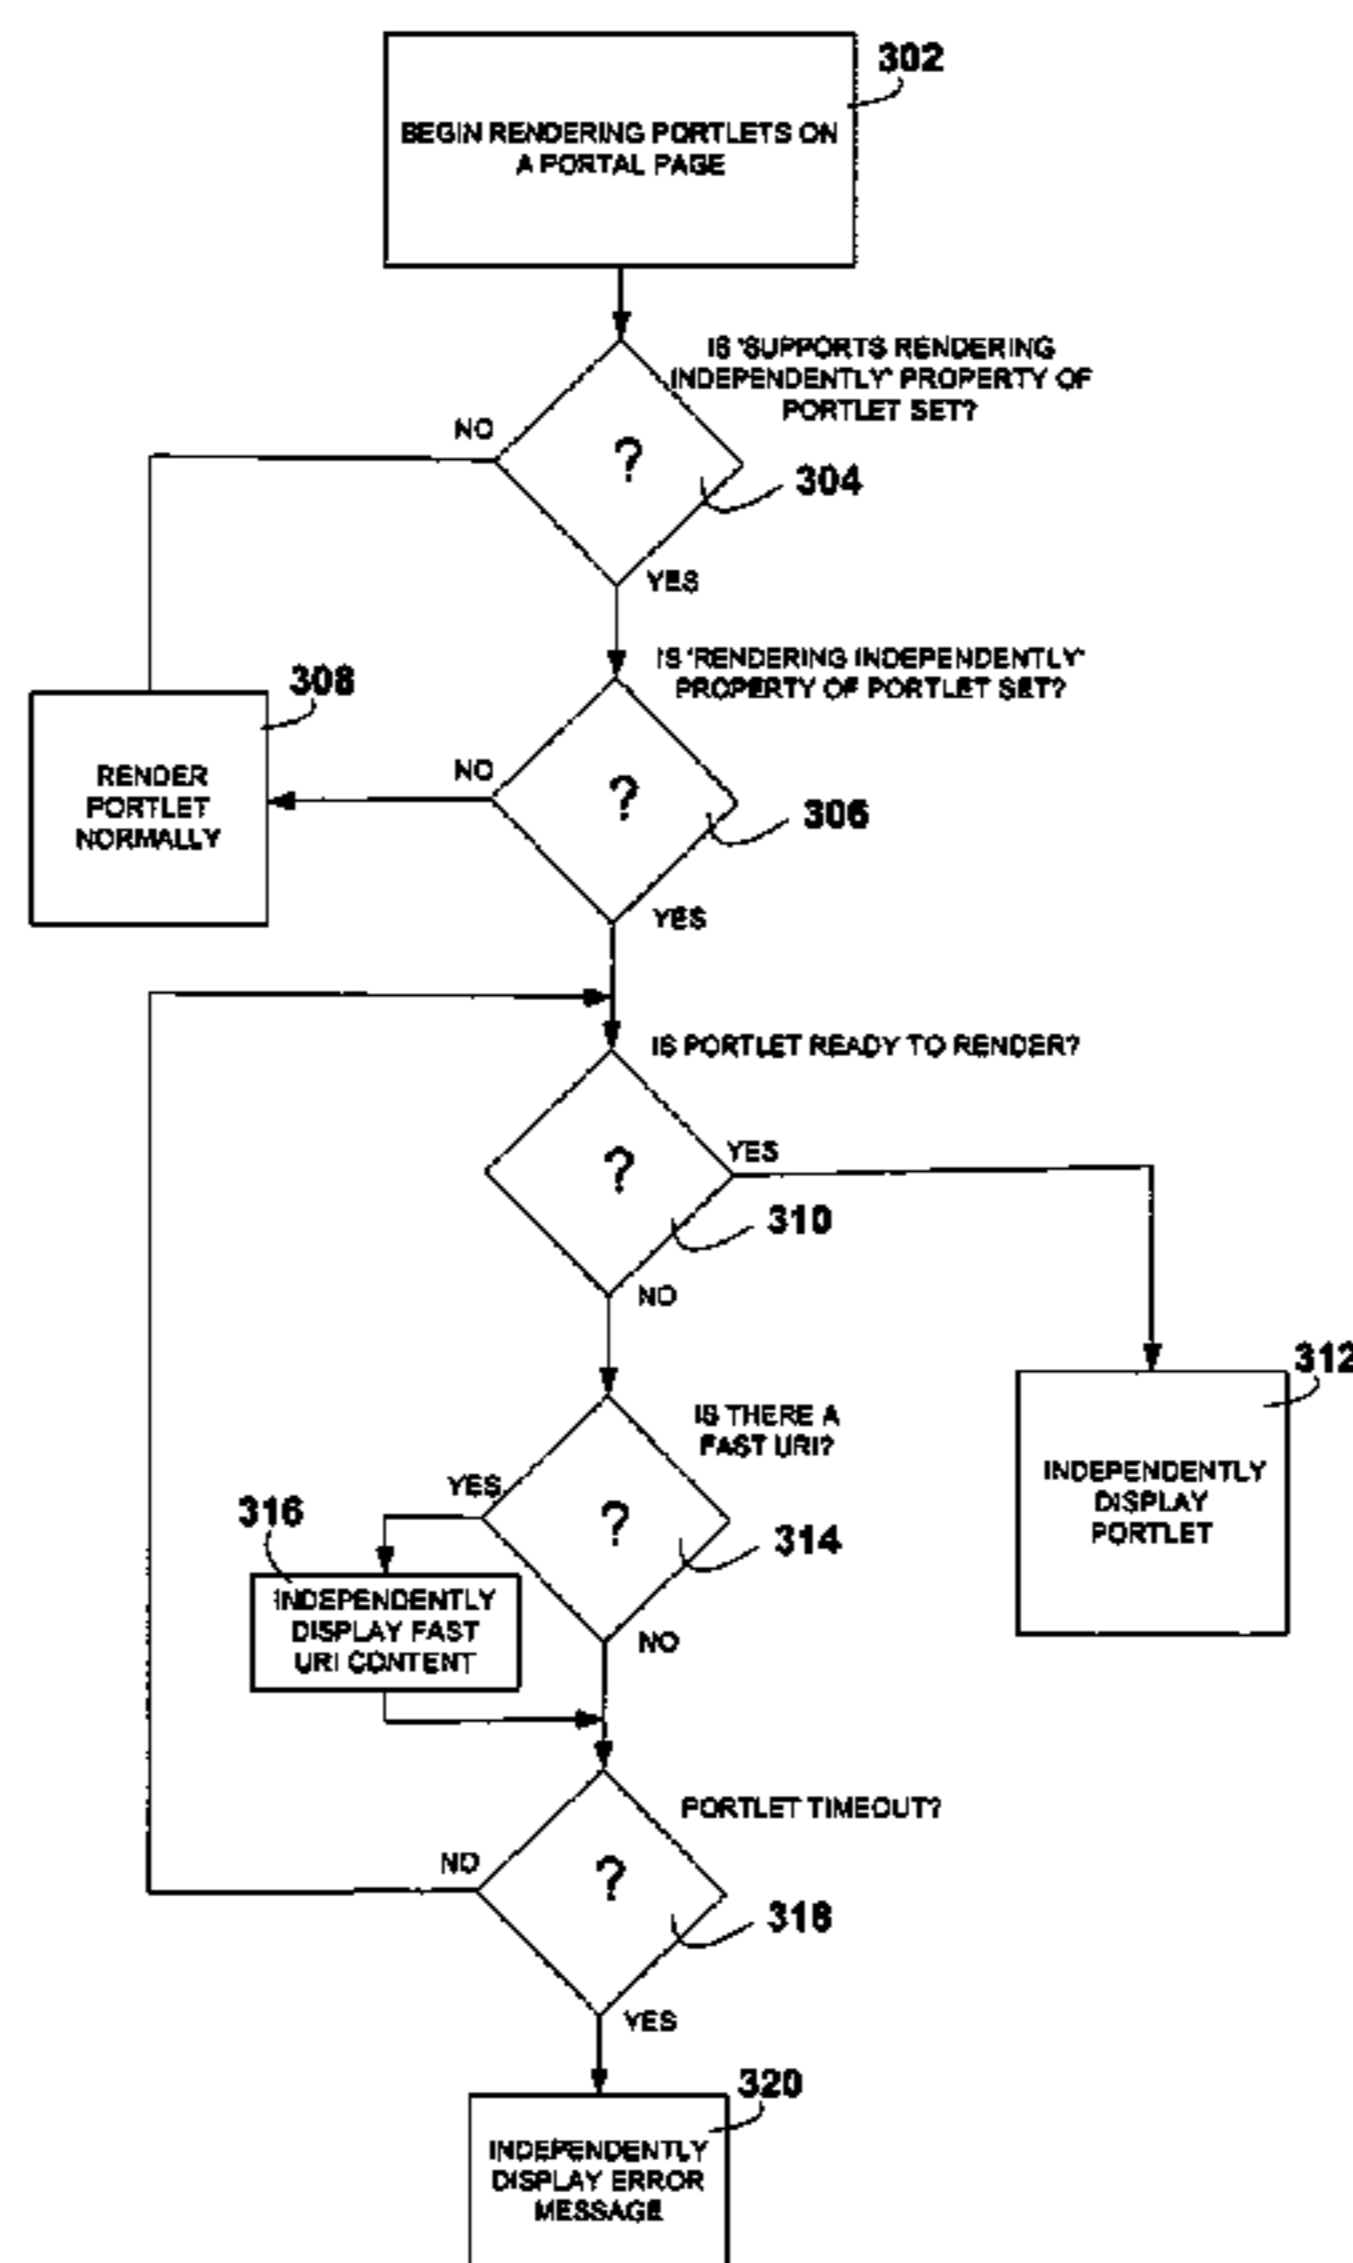 302
BEGIN RENDERING PORTLETS ON
A PORTAL PAGE
IS 'SUPPORTS RENDERING
INDEPENDENTLY' PROPERTY OF
PORTLET SET?
NO
?
304
YES
IS 'RENDERING INDEPENDENTLY'
PROPERTY OF PORTLET SET?
308
RENDER
PORTLET
NORMALLY
NO
?
306
YES
IS PORTLET READY TO RENDER?
?
YES
310
NO
312
INDEPENDENTLY
DISPLAY
PORTLET
IS THERE A
FAST URI?
YES
?
314
316
INDEPENDENTLY
DISPLAY FAST
URI CONTENT
NO
PORTLET TIMEOUT?
NO
?
318
YES
320
INDEPENDENTLY
DISPLAY ERROR
MESSAGE